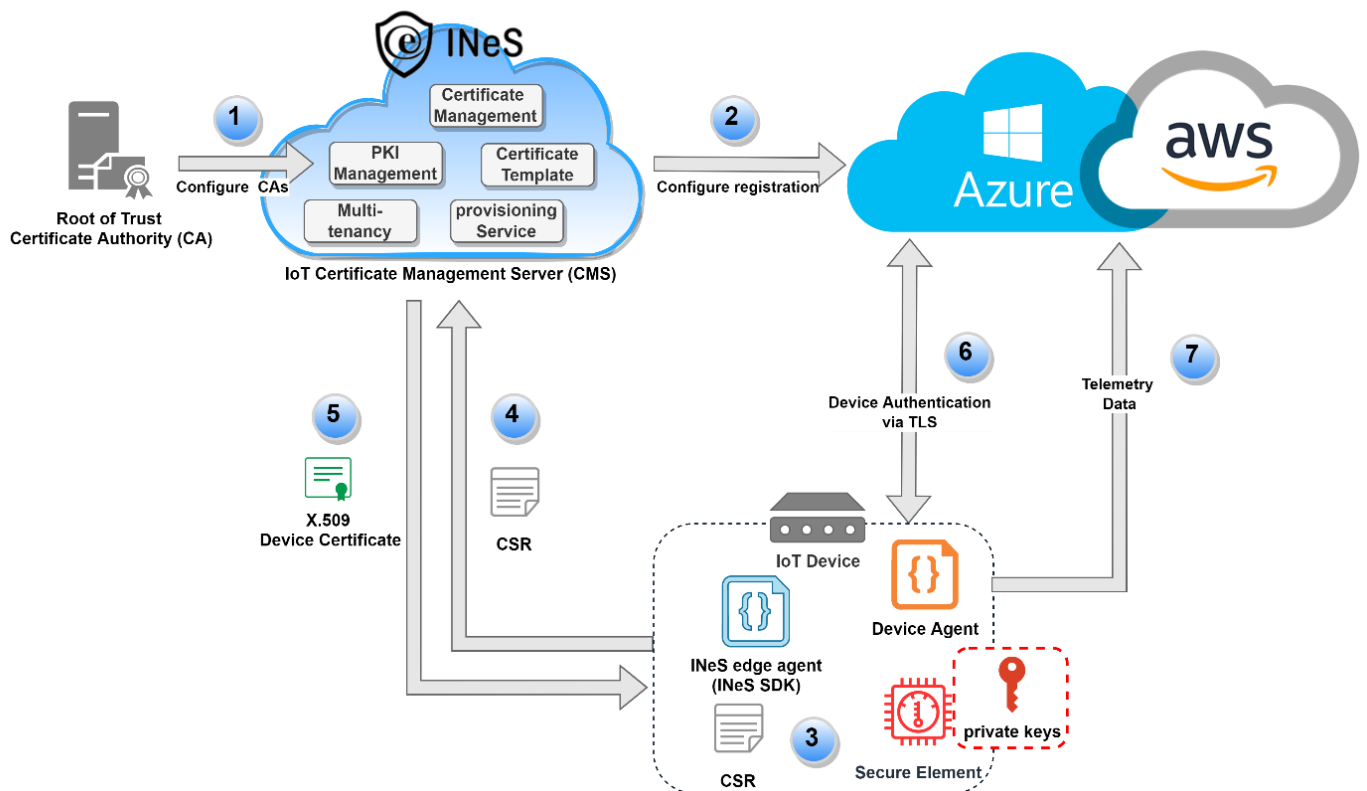 e INeS
Certificate
Management
PKI
Management
Certificate
Template
Multi-
tenancy
provisioning
Service
IoT Certificate Management Server (CMS)
1
Configure CAs
Root of Trust
Certificate Authority (CA)
2
Configure registration
Azure
aws
6
Device Authentication
via TLS
7
Telemetry
Data
5
X.509
Device Certificate
4
CSR
IoT Device
Device Agent
INeS edge agent
(INeS SDK)
CSR
3
private keys
Secure Element